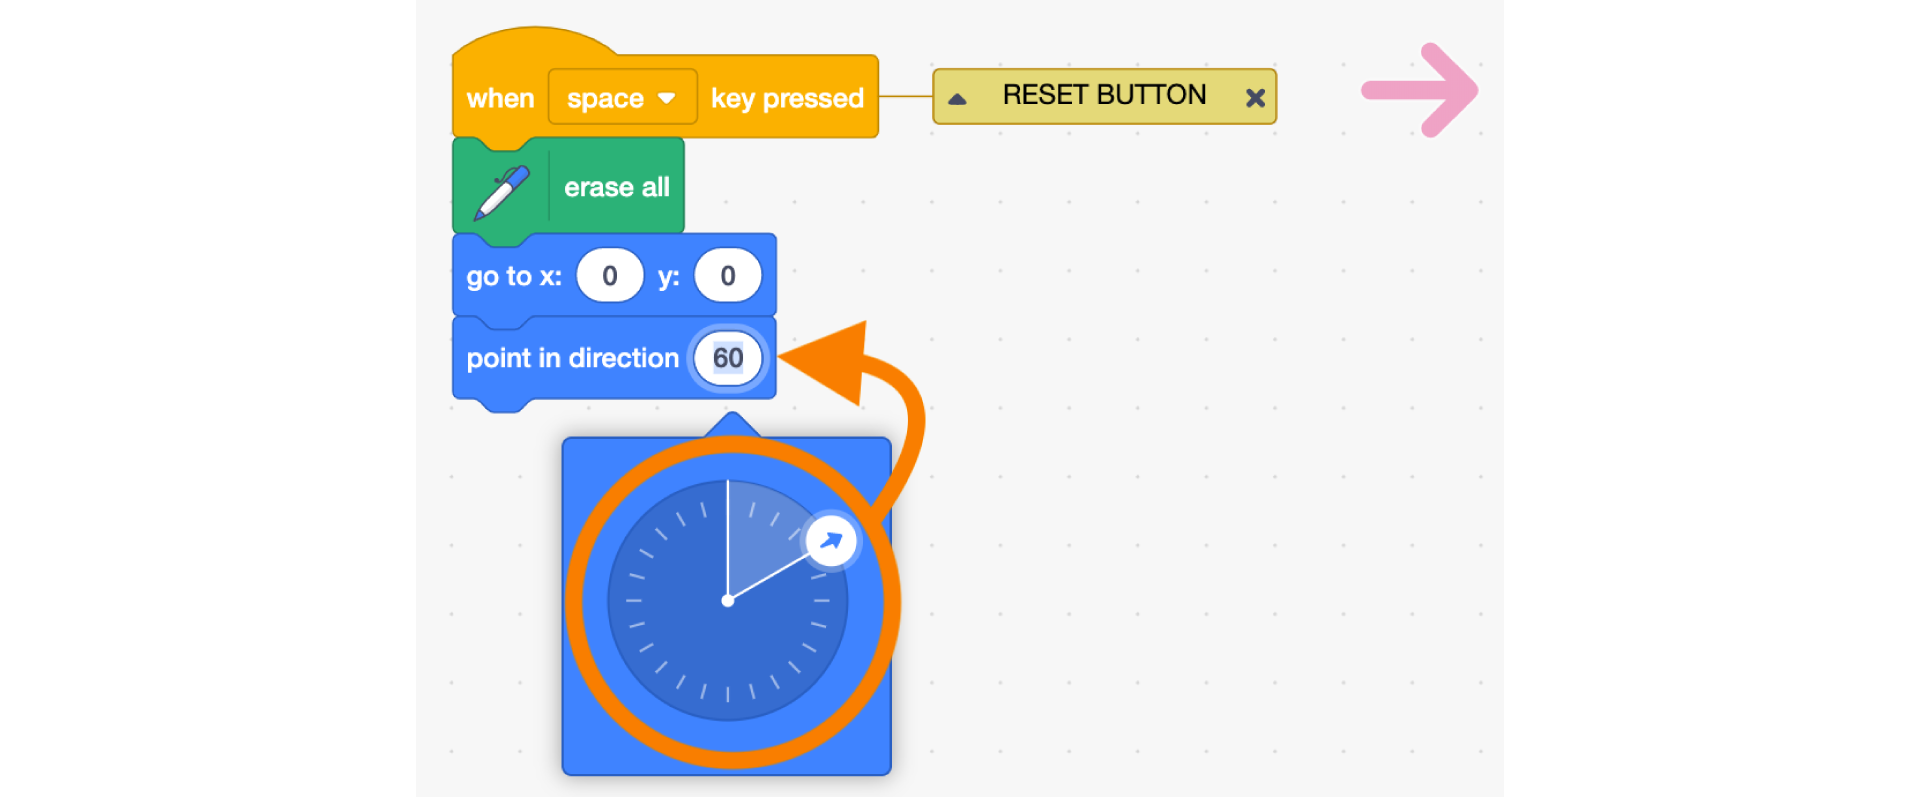 when space key pressed RESET BUTTON
erase all
go to x: 0 y: 0
point in direction 60